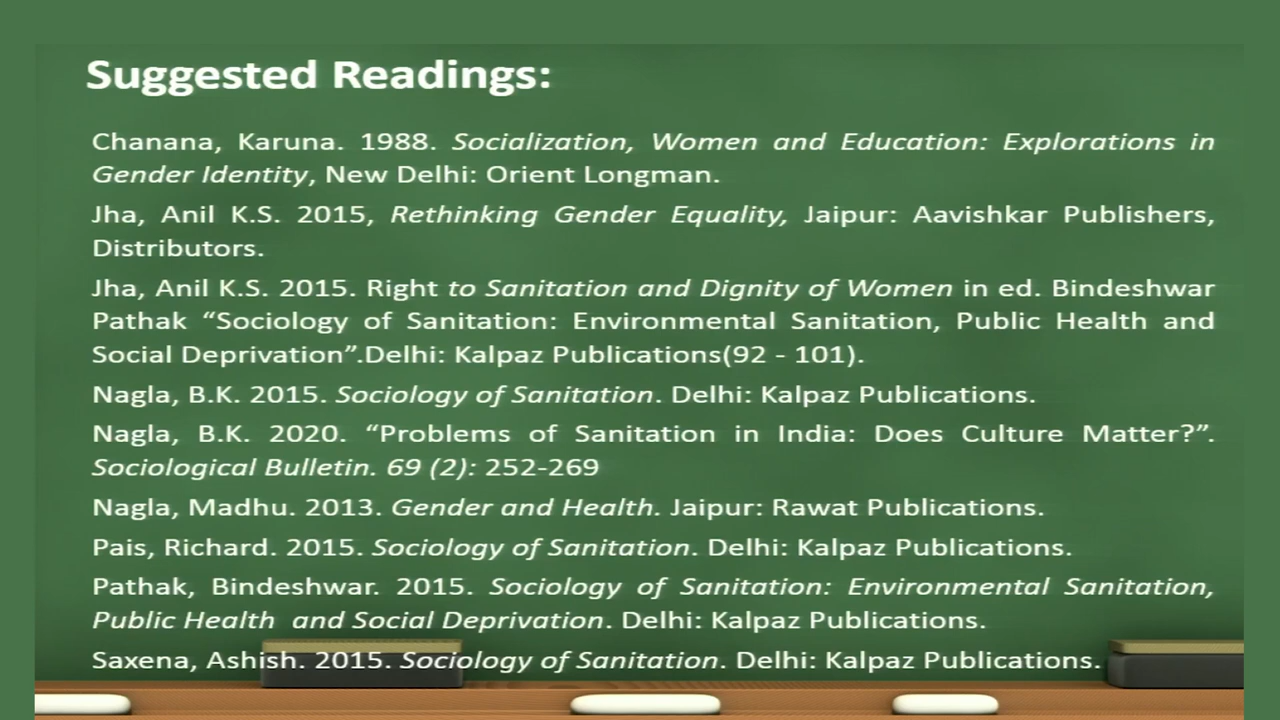 Suggested Readings:
Chanana, Karuna. 1988. Socialization, Women and Education: Explorations in
Gender Identity, New Delhi: Orient Longman.
Jha, Anil K.S. 2015, Rethinking Gender Equality, Jaipur: Aavishkar Publishers,
Distributors.
Jha, Anil K.S. 2015. Right to Sanitation and Dignity of Women in ed. Bindeshwar
Pathak “Sociology of Sanitation: Environmental Sanitation, Public Health and
Social Deprivation”.Delhi: Kalpaz Publications(92 - 101).
Nagla, B.K. 2015. Sociology of Sanitation. Delhi: Kalpaz Publications.
Nagla, B.K. 2020. “Problems of Sanitation in India: Does Culture Matter?”.
Sociological Bulletin. 69 (2): 252-269
Nagla, Madhu. 2013. Gender and Health. Jaipur: Rawat Publications.
Pais, Richard. 2015. Sociology of Sanitation. Delhi: Kalpaz Publications.
Pathak, Bindeshwar. 2015. Sociology of Sanitation: Environmental Sanitation,
Public Health and Social Deprivation. Delhi: Kalpaz Publications.
Saxena, Ashish. 2015. Sociology of Sanitation. Delhi: Kalpaz Publications.